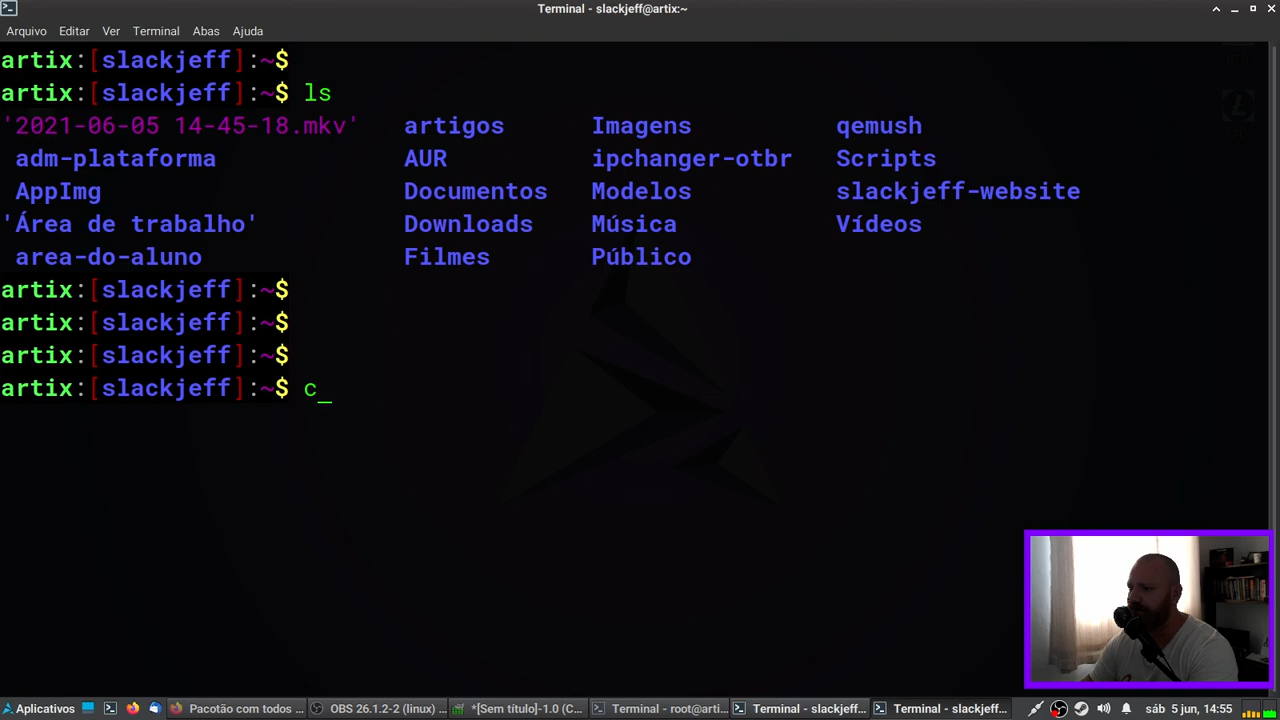 Terminal - slackjeff@artix:~
Arquivo Editar Ver Terminal Abas Ajuda
artix:[slackjeff]:~$
artix:[slackjeff]:~$ ls
'2021-06-05 14-45-18.mkv' artigos Imagens qemush
adm-plataforma AUR ipchanger-otbr Scripts
AppImg Documentos Modelos slackjeff-website
'Área de trabalho' Downloads Música Vídeos
area-do-aluno Filmes Público
artix:[slackjeff]:~$
artix:[slackjeff]:~$
artix:[slackjeff]:~$
artix:[slackjeff]:~$ c_
Aplicativos Pacotão com todos ... OBS 26.1.2-2 (linux) ... *[Sem título]-1.0 (C... Terminal - root@arti... Terminal - slackjeff... Terminal - slackjeff... sáb 5 jun, 14:55